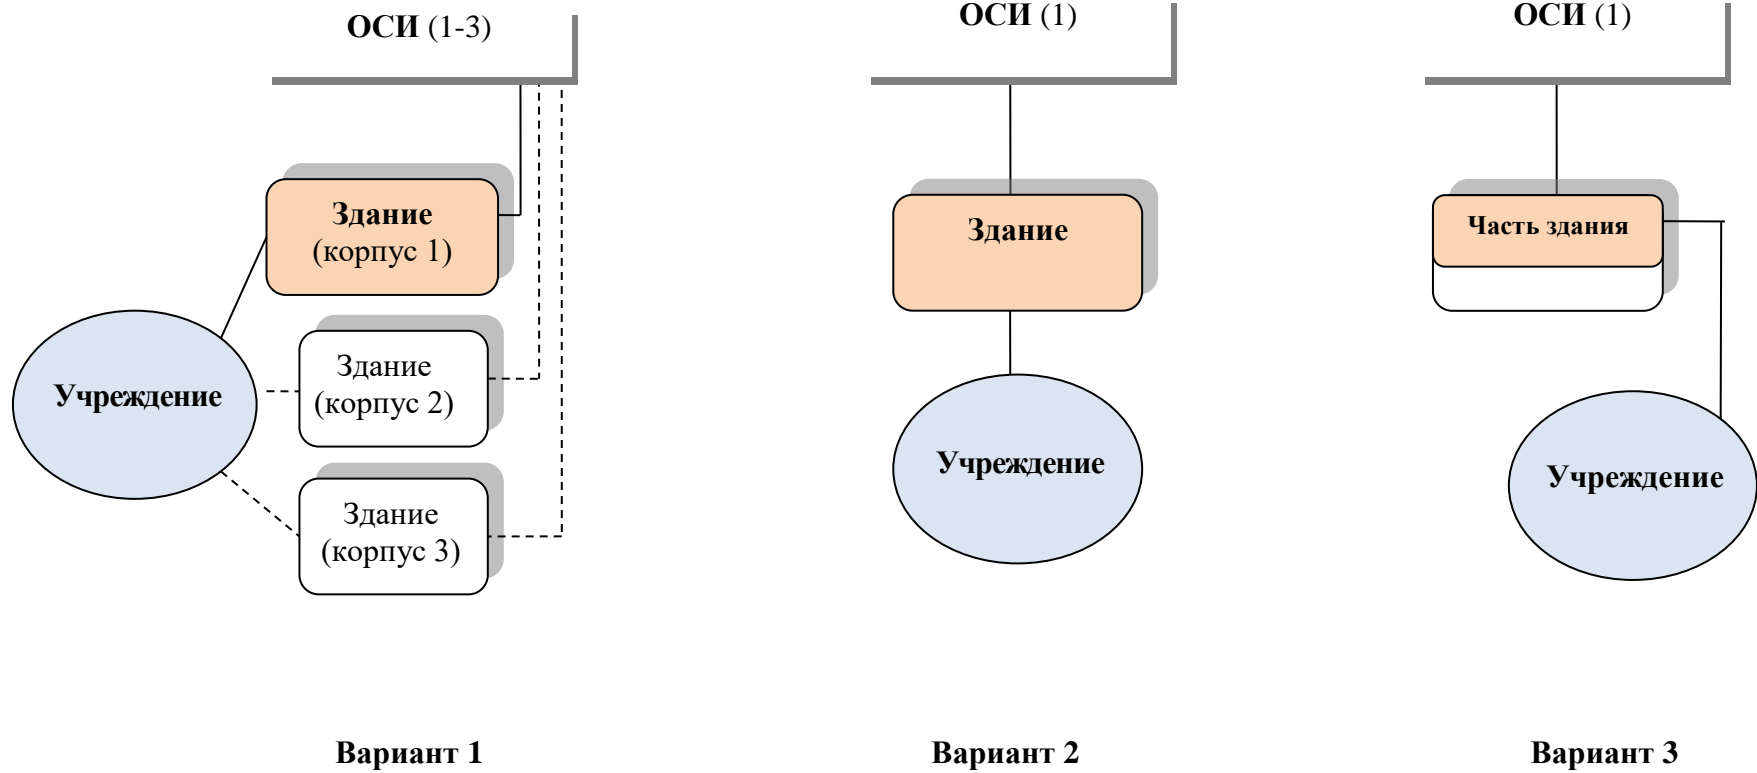 ОСИ (1-3)
ОСИ (1)
ОСИ (1)
Здание
(корпус 1)
Здание
Часть здания
Здание
(корпус 2)
Учреждение
Учреждение
Учреждение
Здание
(корпус 3)
Вариант 1
Вариант 2
Вариант 3